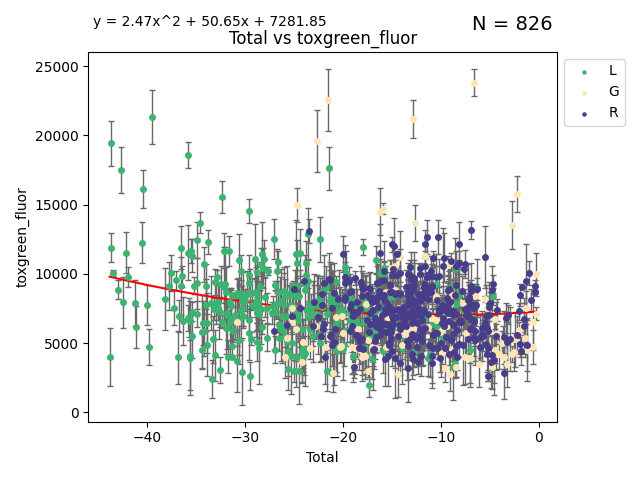 y = 2.47x^2 + 50.65x + 7281.85
N = 826
Total vs toxgreen_fluor
25000
20000
15000
10000
5000
0
toxgreen_fluor
−40
−30
−20
−10
0
Total
L
G
R